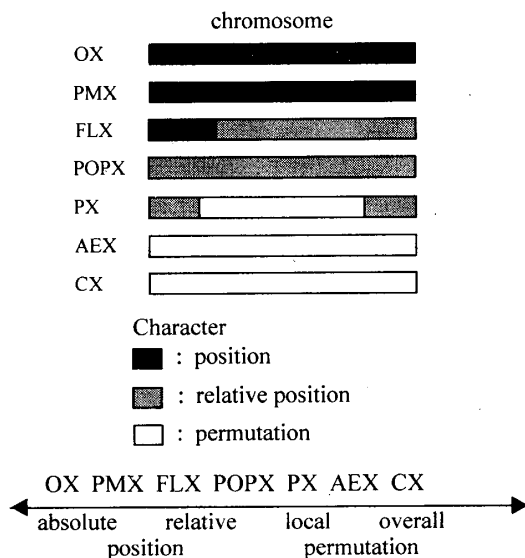 chromosome
OX
PMX
FLX
POPX
PX
AEX
CX
Character
: position
: relative position
: permutation
OX PMX FLX POPX PX AEX CX
absolute relative local overall
position permutation